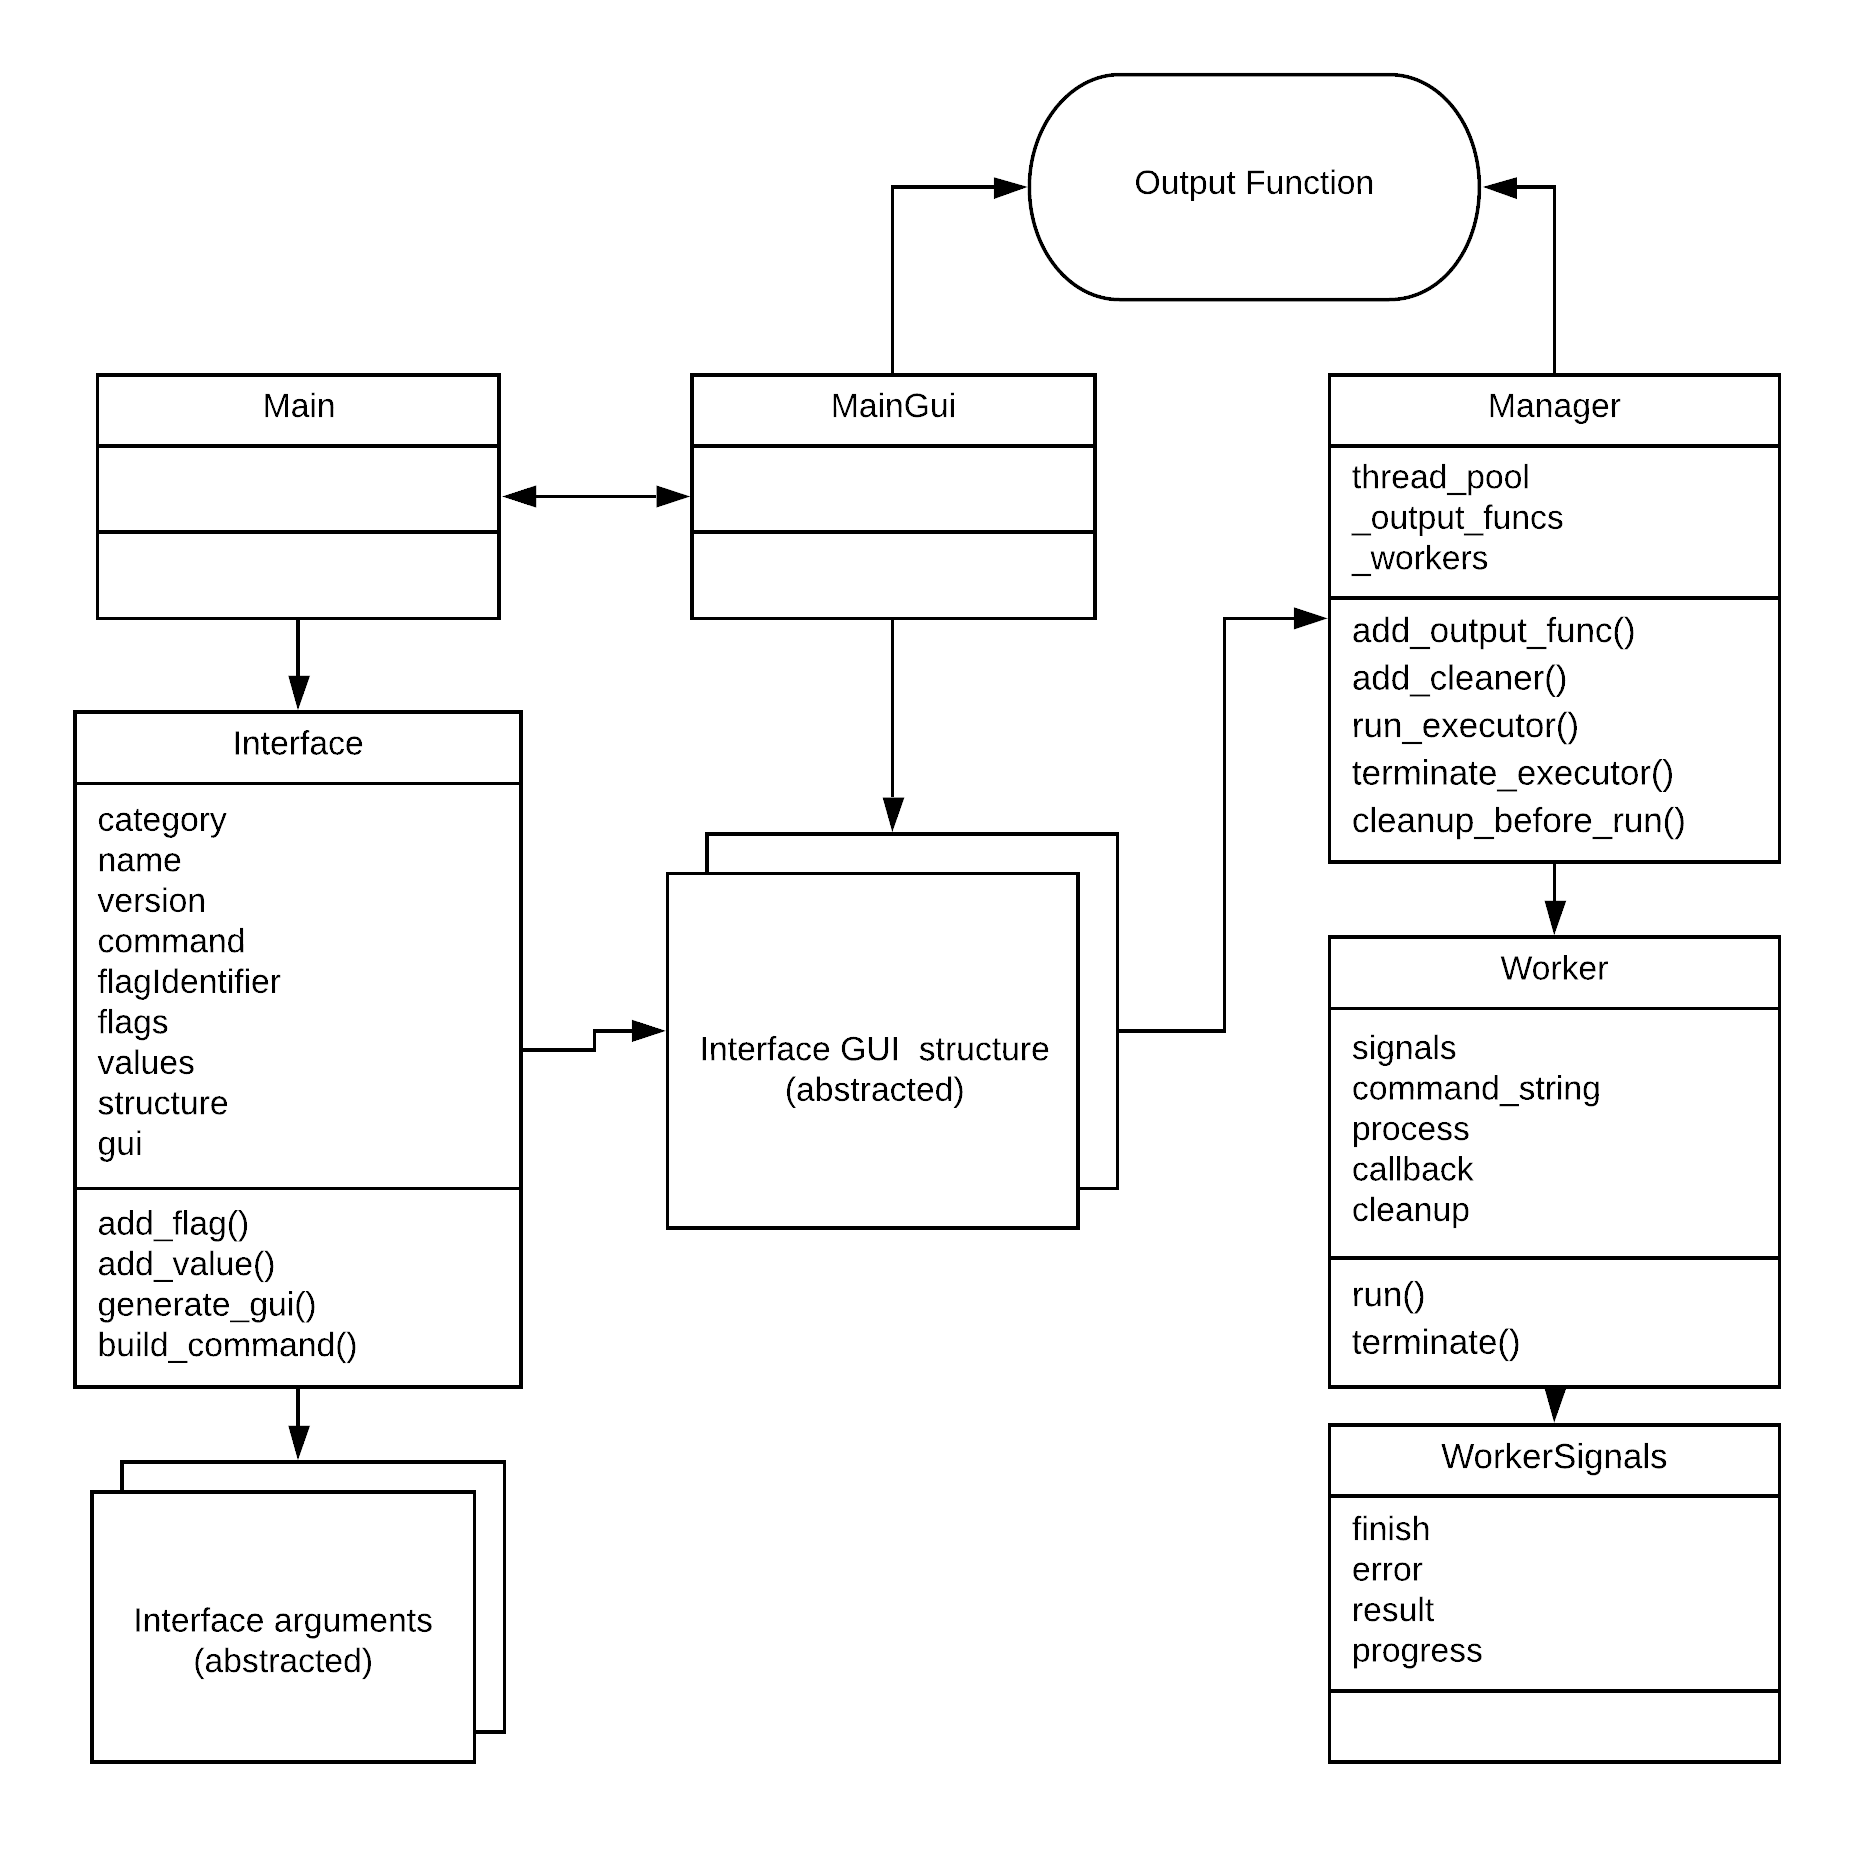 Output Function
Main
MainGui
Manager
thread_pool
_output_funcs
_workers
add_output_func()
add_cleaner()
run_executor()
terminate_executor()
cleanup_before_run()
Interface
category
name
version
command
flagIdentifier
flags
values
structure
gui
add_flag()
add_value()
generate_gui()
build_command()
Interface GUI  structure
(abstracted)
Worker
signals
command_string
process
callback
cleanup
run()
terminate()
Interface arguments
(abstracted)
WorkerSignals
finish
error
result
progress